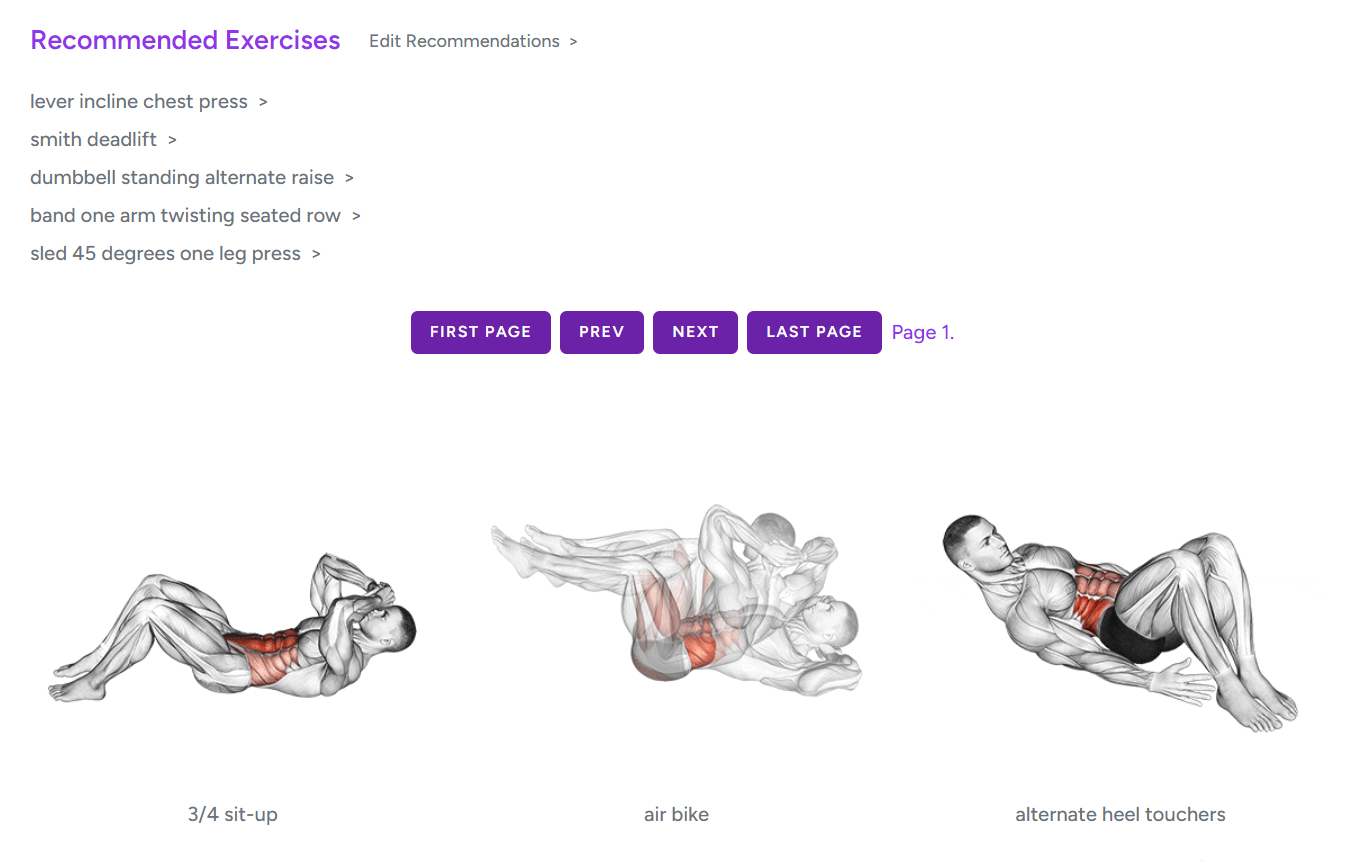 Recommended Exercises Edit Recommendations >
lever incline chest press >
smith deadlift >
dumbbell standing alternate raise >
band one arm twisting seated row >
sled 45 degrees one leg press >
FIRST PAGE PREV NEXT LAST PAGE Page 1.
3/4 sit-up air bike alternate heel touchers